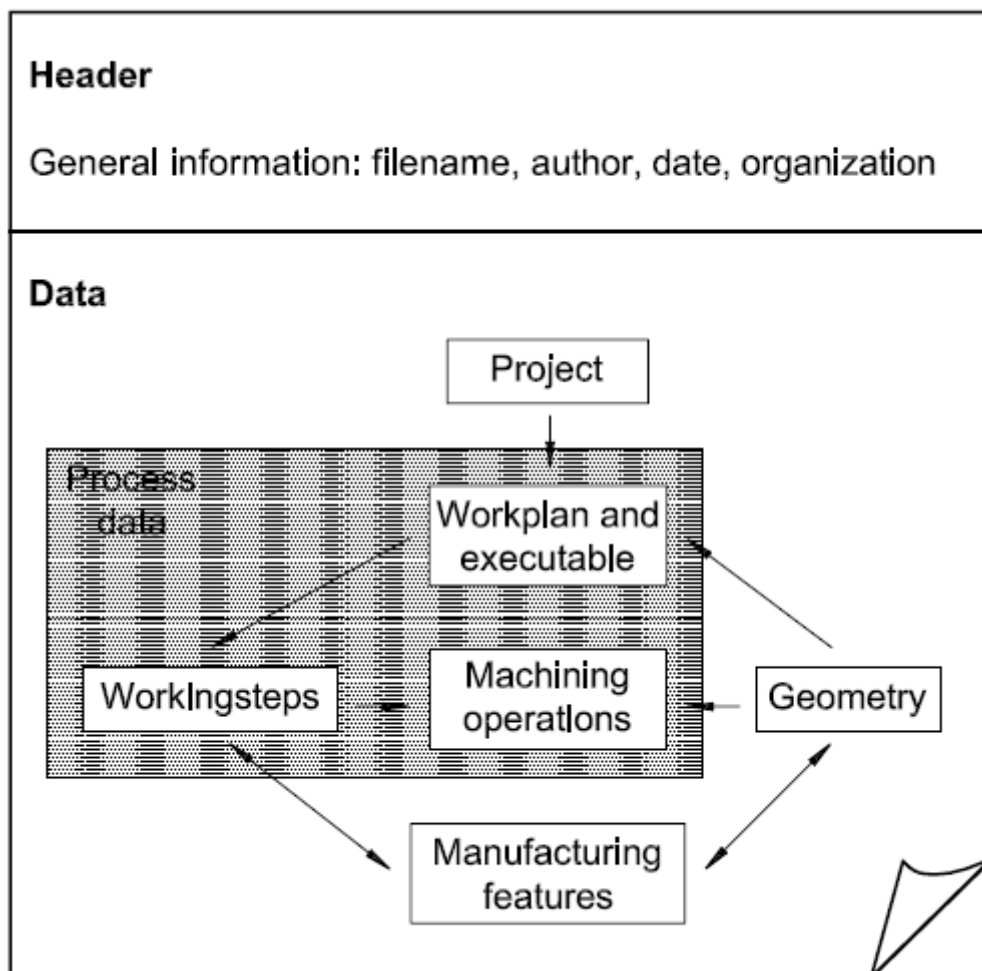 Header
General information: filename, author, date, organization
Data
Project
Process
data
Workplan and
executable
Workingsteps
Machining
operations
Geometry
Manufacturing
features